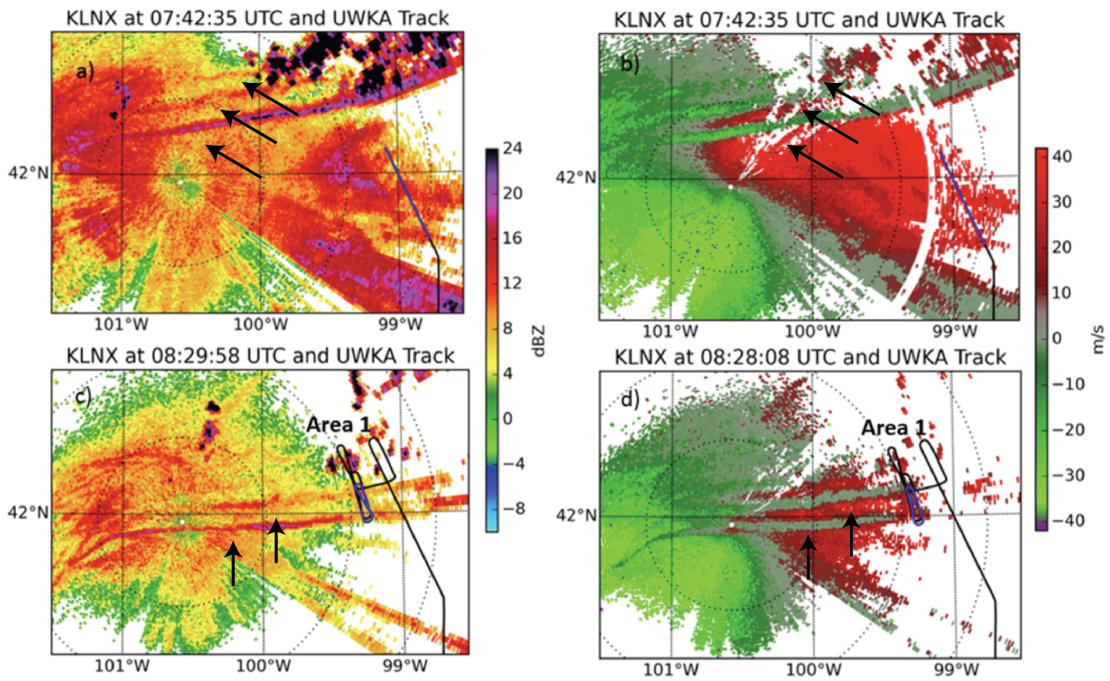 KLNX at 07:42:35 UTC and UWKA Track
KLNX at 07:42:35 UTC and UWKA Track
a)
b)
42°N
42°N
101°W 100°W 99°W
101°W 100°W 99°W
KLNX at 08:29:58 UTC and UWKA Track
KLNX at 08:28:08 UTC and UWKA Track
c)
Area 1
d)
Area 1
42°N
42°N
101°W 100°W 99°W
101°W 100°W 99°W
24
20
16
12
8
4
0
−4
−8
dBZ
40
30
20
10
0
−10
−20
−30
−40
m/s